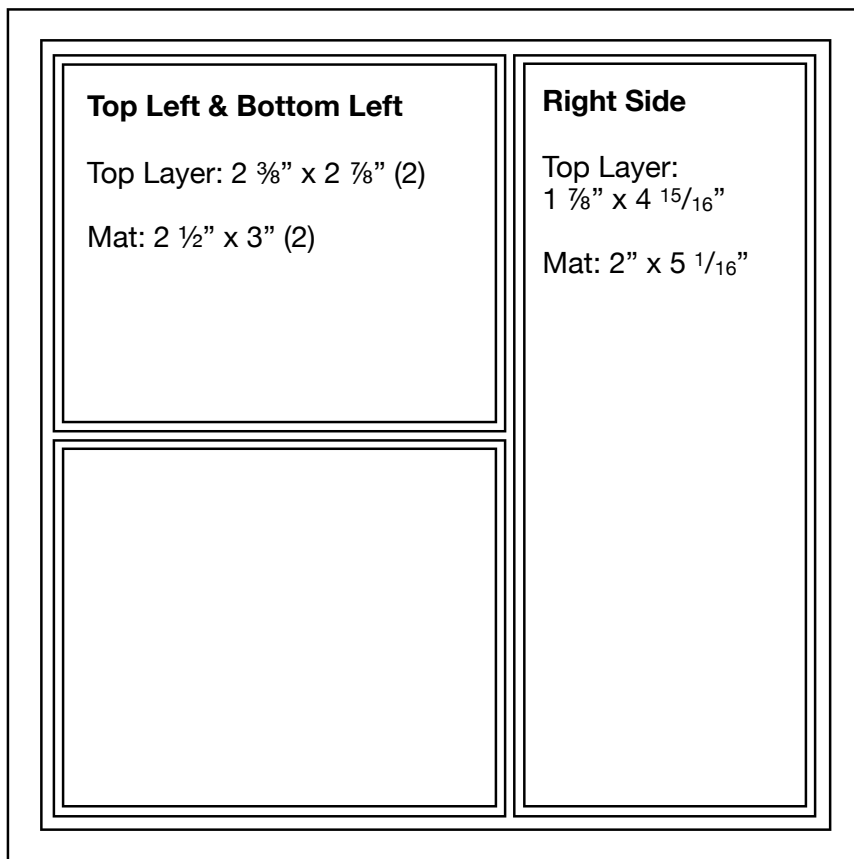 Top Left & Bottom Left
Top Layer: 2 ⅜” x 2 ⅞” (2)
Mat: 2 ½” x 3” (2)
Right Side
Top Layer:
1 ⅞” x 4 15/16”
Mat: 2” x 5 1/16”